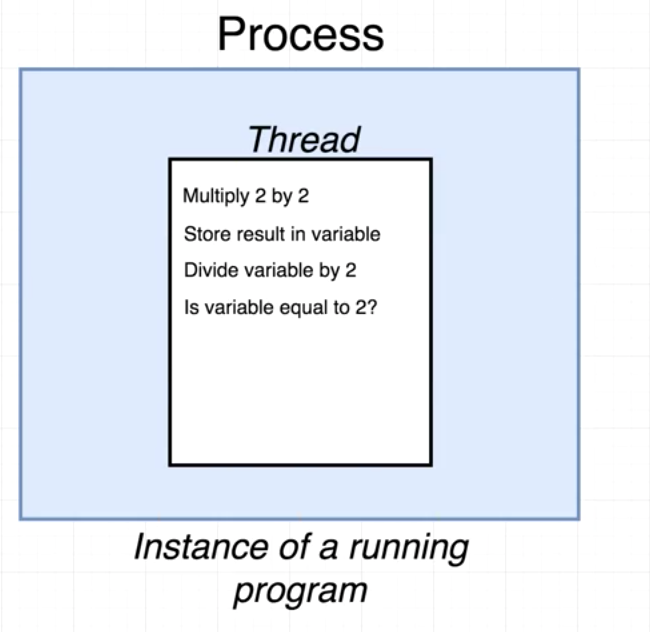 Process
Thread
Multiply 2 by 2
Store result in variable
Divide variable by 2
Is variable equal to 2?
Instance of a running
program